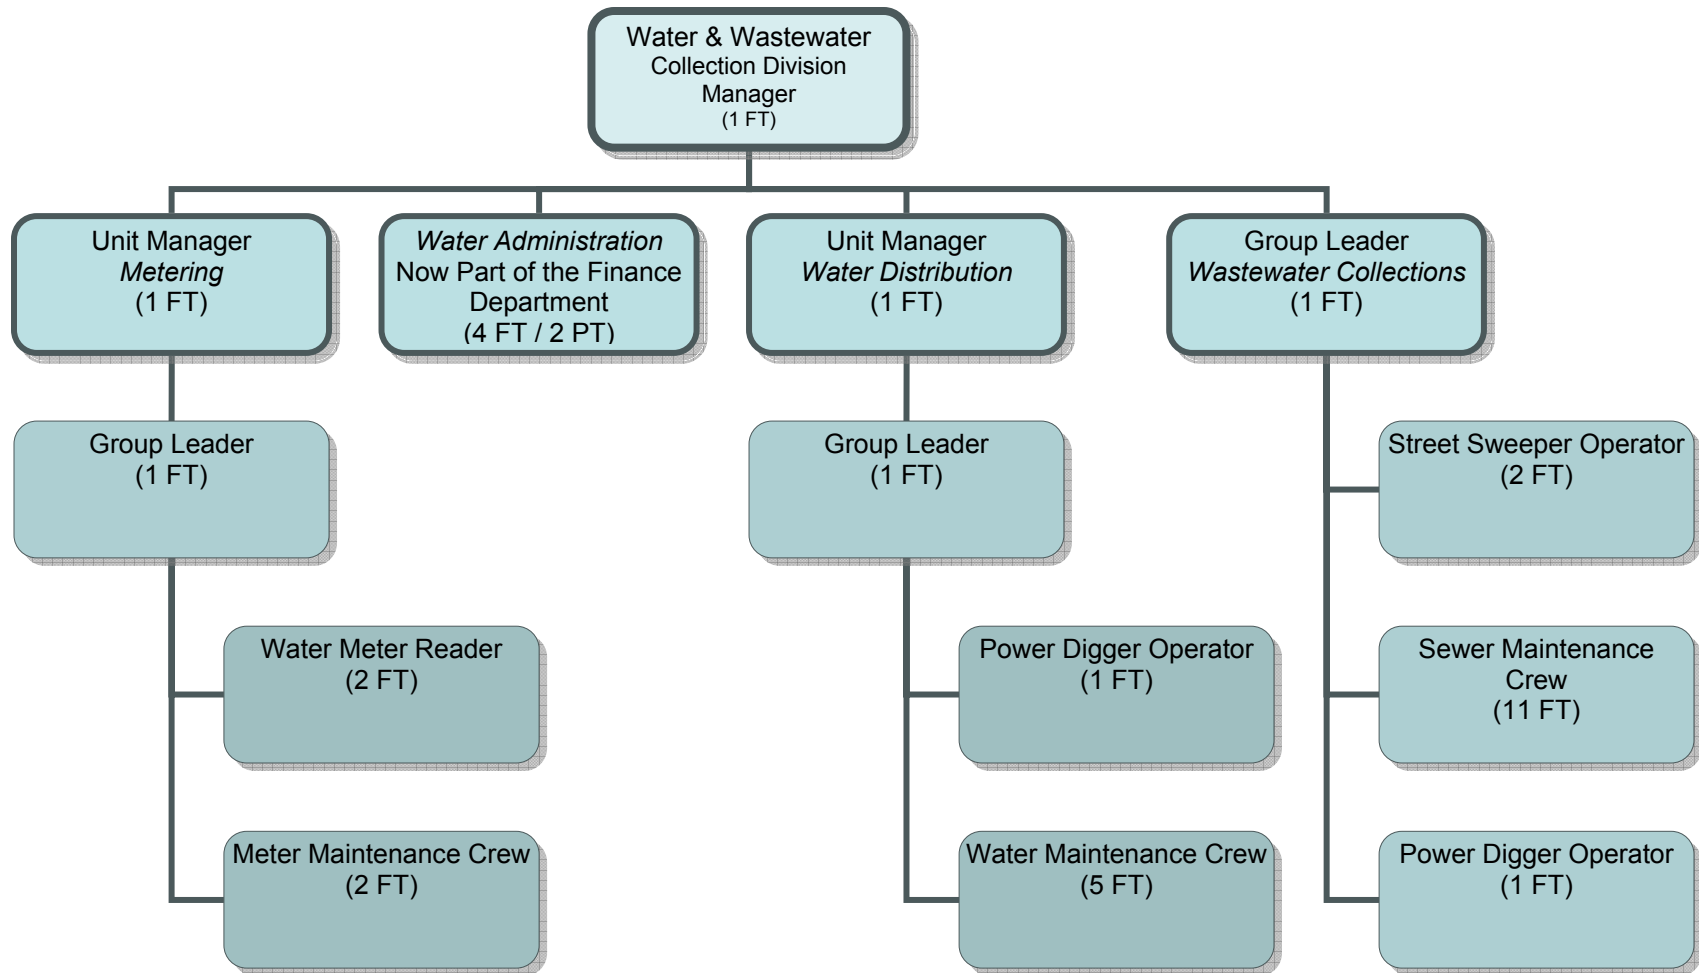 Water & Wastewater
Collection Division
Manager
(1 FT)
Unit Manager
Metering
(1 FT)
Water Administration
Now Part of the Finance
Department
(4 FT / 2 PT)
Unit Manager
Water Distribution
(1 FT)
Group Leader
Wastewater Collections
(1 FT)
Group Leader
(1 FT)
Group Leader
(1 FT)
Street Sweeper Operator
(2 FT)
Water Meter Reader
(2 FT)
Power Digger Operator
(1 FT)
Sewer Maintenance
Crew
(11 FT)
Meter Maintenance Crew
(2 FT)
Water Maintenance Crew
(5 FT)
Power Digger Operator
(1 FT)